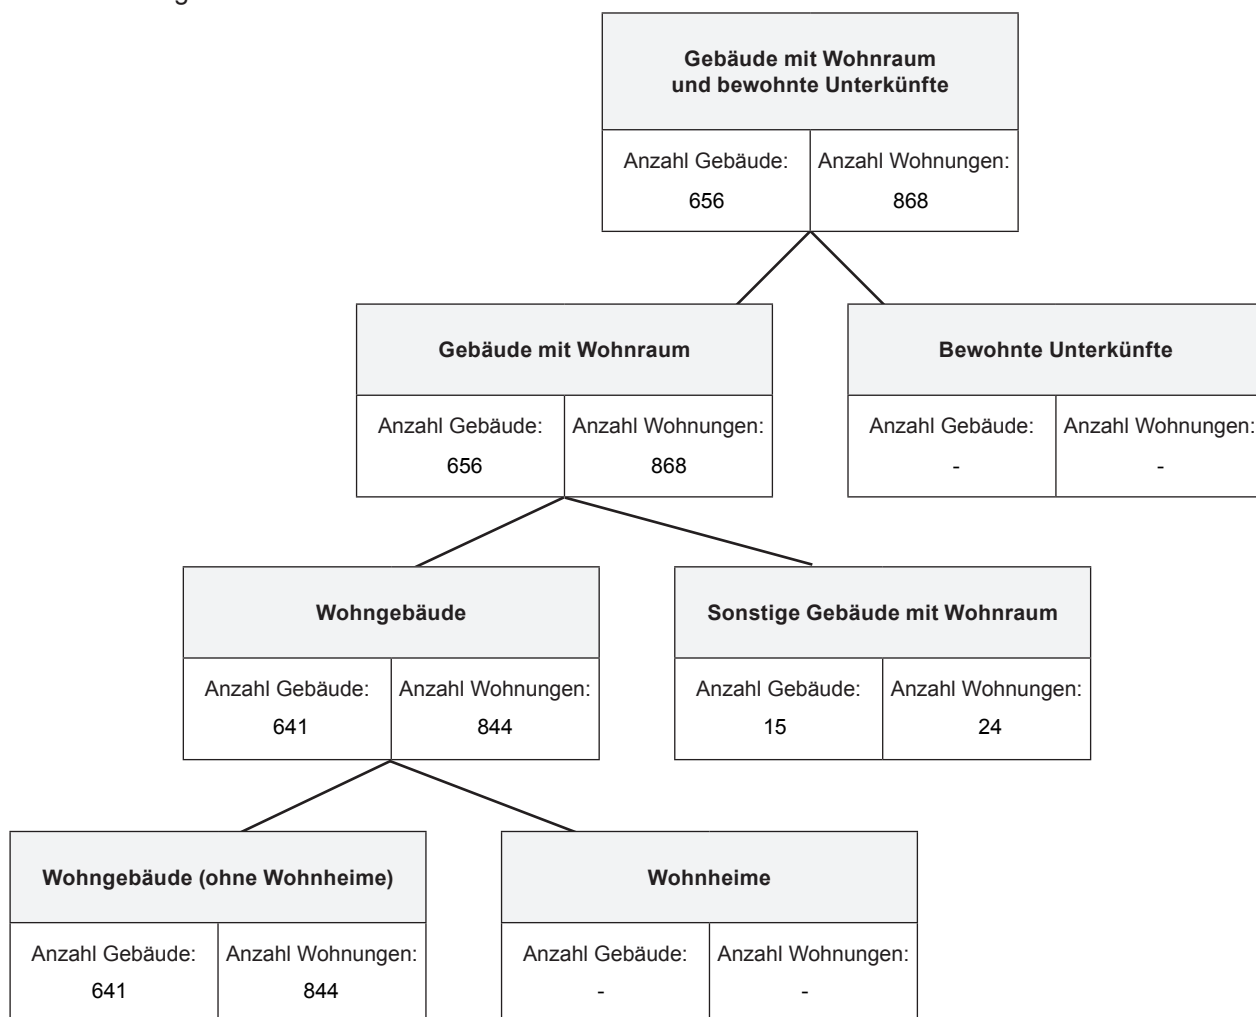 Gebäude mit Wohnraum
und bewohnte Unterkünfte
Anzahl Gebäude: Anzahl Wohnungen:
656 868
Gebäude mit Wohnraum
Anzahl Gebäude: Anzahl Wohnungen:
656 868
Bewohnte Unterkünfte
Anzahl Gebäude: Anzahl Wohnungen:
- -
Wohngebäude
Anzahl Gebäude: Anzahl Wohnungen:
641 844
Sonstige Gebäude mit Wohnraum
Anzahl Gebäude: Anzahl Wohnungen:
15 24
Wohngebäude (ohne Wohnheime)
Anzahl Gebäude: Anzahl Wohnungen:
641 844
Wohnheime
Anzahl Gebäude: Anzahl Wohnungen:
- -